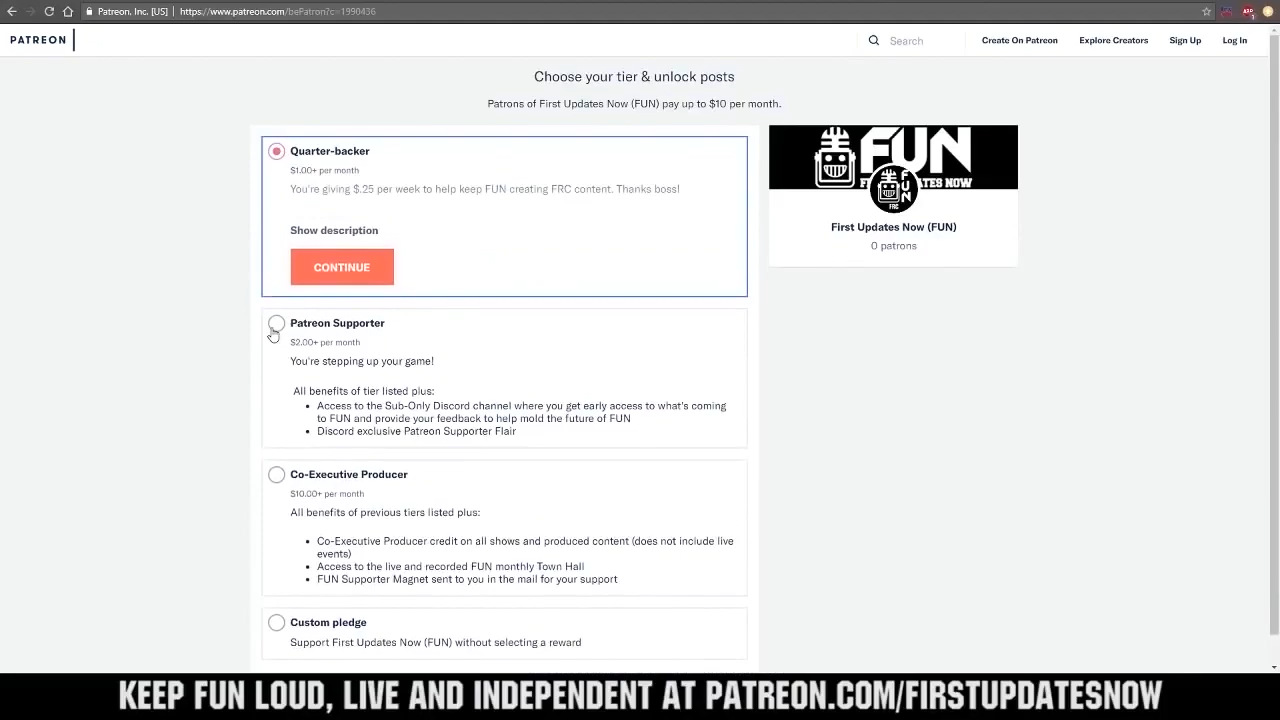 Patreon, Inc. [US] | https://www.patreon.com/bePatron?c=1990436
PATREON
Search
Create On Patreon
Explore Creators
Sign Up
Log In
Choose your tier & unlock posts
Patrons of First Updates Now (FUN) pay up to $10 per month.
Quarter-backer
$1.00+ per month
You're giving $.25 per week to help keep FUN creating FRC content. Thanks boss!
Show description
CONTINUE
Patreon Supporter
$2.00+ per month
You're stepping up your game!
All benefits of tier listed plus:
• Access to the Sub-Only Discord channel where you get early access to what's coming
to FUN and provide your feedback to help mold the future of FUN
• Discord exclusive Patreon Supporter Flair
Co-Executive Producer
$10.00+ per month
All benefits of previous tiers listed plus:
• Co-Executive Producer credit on all shows and produced content (does not include live
events)
• Access to the live and recorded FUN monthly Town Hall
• FUN Supporter Magnet sent to you in the mail for your support
Custom pledge
Support First Updates Now (FUN) without selecting a reward
FUN
TES NOW
FUN
FRC
First Updates Now (FUN)
0 patrons
KEEP FUN LOUD, LIVE AND INDEPENDENT AT PATREON.COM/FIRSTUPDATESNOW